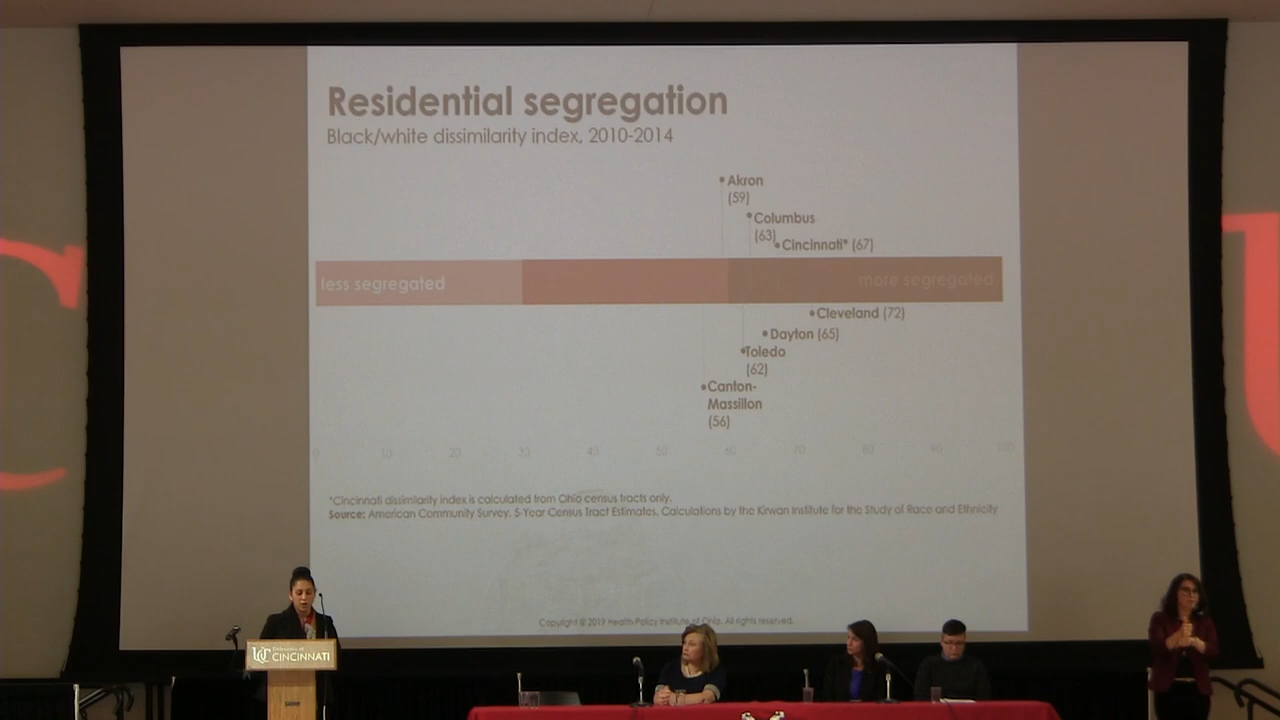 Residential segregation
Black/white dissimilarity index, 2010-2014
Akron
(59)
Columbus
(63)
Cincinnati* (67)
less segregated
more segregated
Cleveland (72)
Dayton (65)
Toledo
(62)
Canton-
Massillon
(56)
0 10 20 30 40 50 60 70 80 90 100
*Cincinnati dissimilarity index is calculated from Ohio census tracts only.
Source: American Community Survey, 5-Year Census Tract Estimates. Calculations by the Kirwan Institute for the Study of Race and Ethnicity
Copyright © 2019 Health Policy Institute of Ohio. All rights reserved.
UC University of
CINCINNATI
C
U